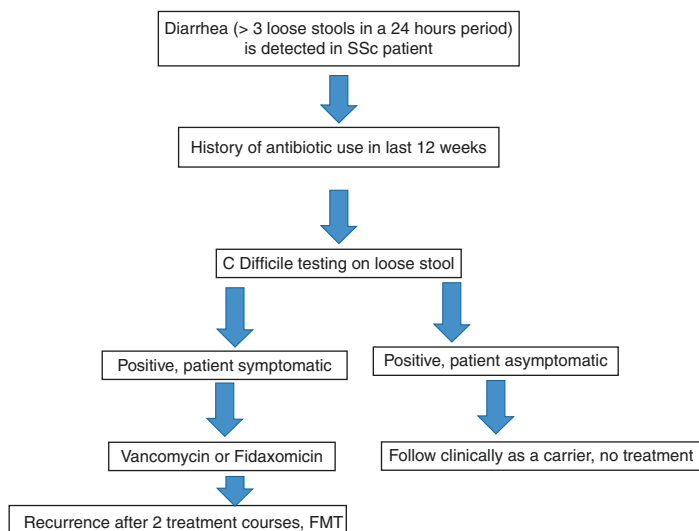 Diarrhea (> 3 loose stools in a 24 hours period)
is detected in SSc patient
History of antibiotic use in last 12 weeks
C Difficile testing on loose stool
Positive, patient symptomatic
Positive, patient asymptomatic
Vancomycin or Fidaxomicin
Follow clinically as a carrier, no treatment
Recurrence after 2 treatment courses, FMT